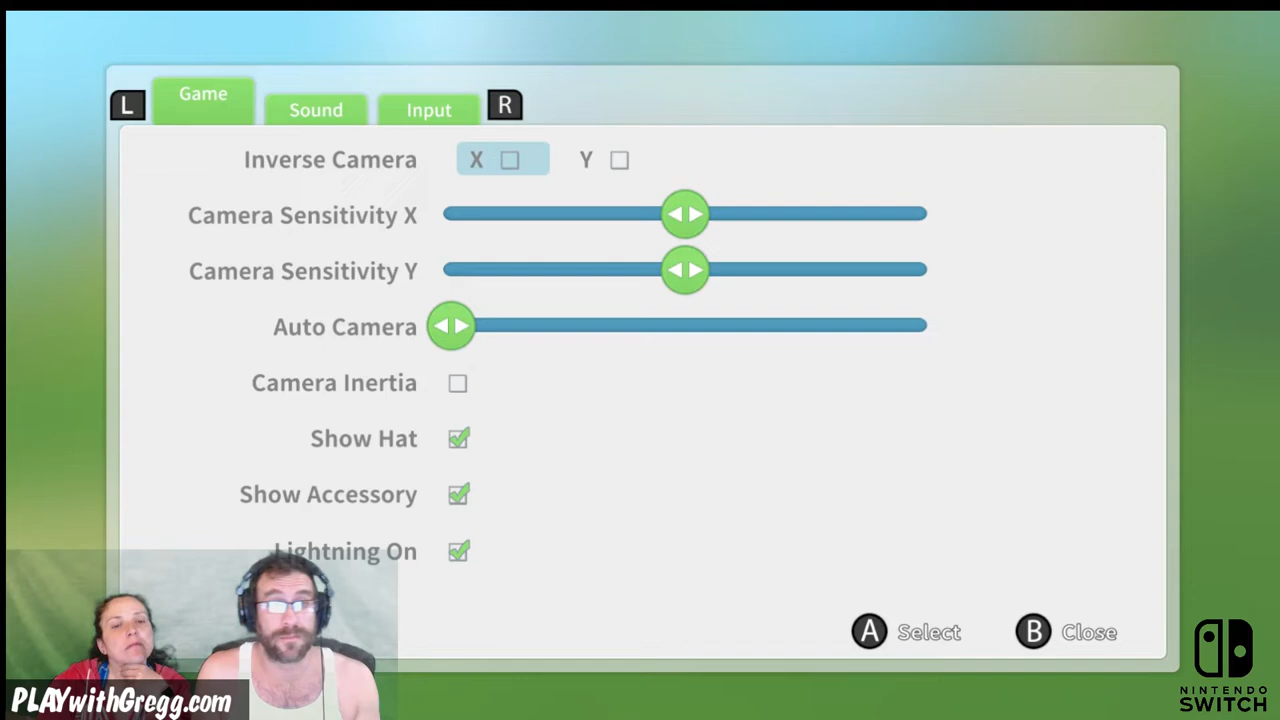 L Game Sound Input R
Inverse Camera X Y
Camera Sensitivity X
Camera Sensitivity Y
Auto Camera
Camera Inertia
Show Hat
Show Accessory
Lightning On
A Select B Close
PLAYwithGregg.com
NINTENDO
SWITCH